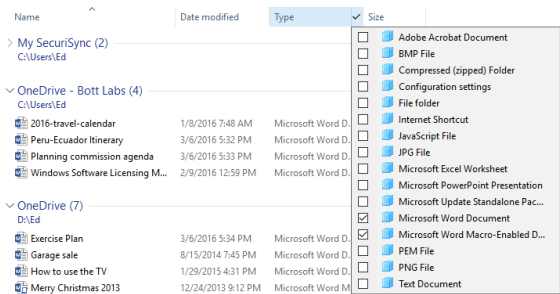 Name Date modified Type Size
My SecuriSync (2)
C:\Users\Ed
OneDrive - Bott Labs (4)
C:\Users\Ed
2016-travel-calendar 1/8/2016 7:48 AM Microsoft Word D...
Peru-Ecuador Itinerary 3/6/2016 5:32 PM Microsoft Word D...
Planning commission agenda 3/6/2016 5:33 PM Microsoft Word D...
Windows Software Licensing M... 2/9/2016 12:59 PM Microsoft Word D...
OneDrive (7)
D:\Ed
Exercise Plan 3/6/2016 5:34 PM Microsoft Word D...
Garage sale 8/15/2014 7:45 PM Microsoft Word D...
How to use the TV 1/29/2015 4:31 PM Microsoft Word D...
Merry Christmas 2013 12/24/2013 9:12 PM Microsoft Word M
Adobe Acrobat Document
BMP File
Compressed (zipped) Folder
Configuration settings
File folder
Internet Shortcut
JavaScript File
JPG File
Microsoft Excel Worksheet
Microsoft PowerPoint Presentation
Microsoft Update Standalone Pac...
Microsoft Word Document
Microsoft Word Macro-Enabled D...
PEM File
PNG File
Text Document